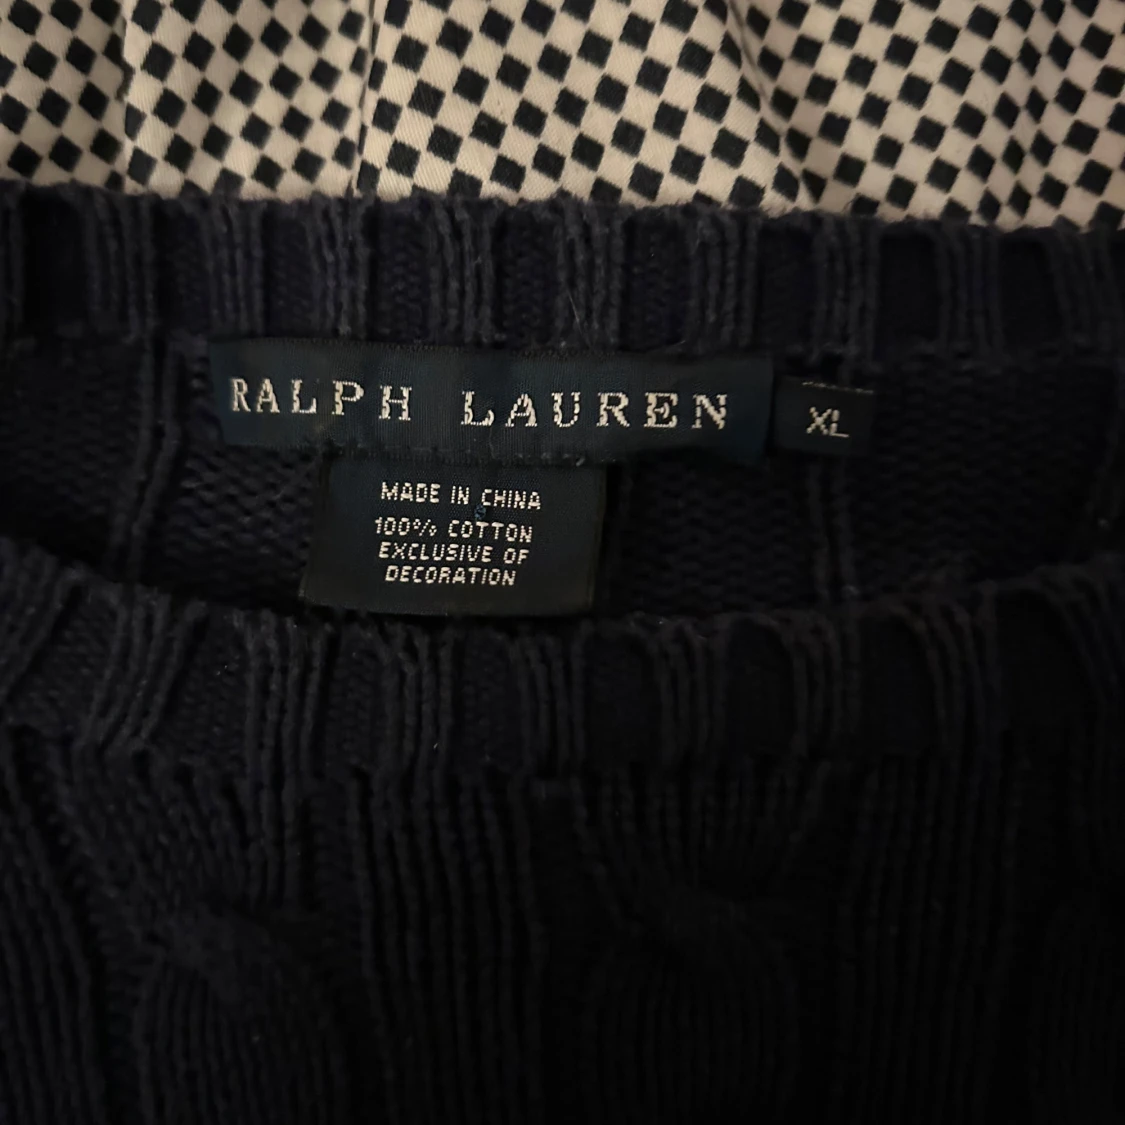 RALPH LAUREN
XL
MADE IN CHINA
100% COTTON
EXCLUSIVE OF
DECORATION